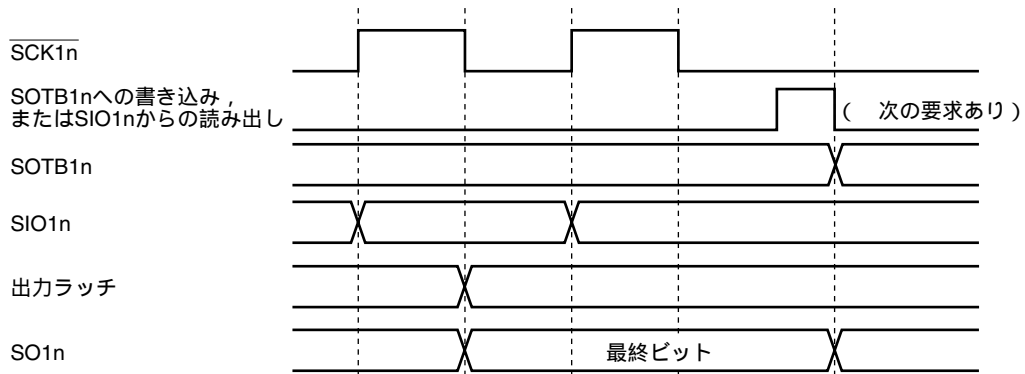 SCK1n
SOTB1nへの書き込み，
またはSIO1nからの読み出し
(　次の要求あり)
SOTB1n
SIO1n
出力ラッチ
SO1n
最終ビット